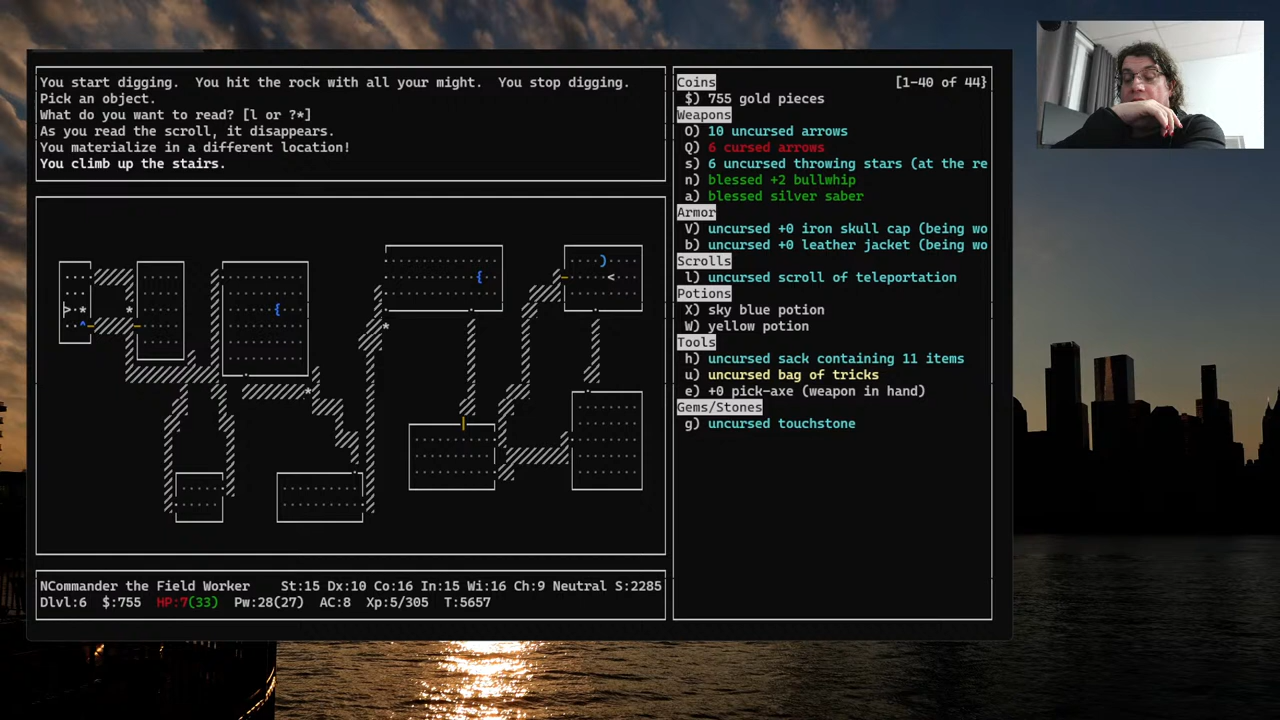 You start digging.  You hit the rock with all your might.  You stop digging.
Pick an object.
What do you want to read? [l or ?*]
As you read the scroll, it disappears.
You materialize in a different location!
You climb up the stairs.
Coins [1-40 of 44}
$) 755 gold pieces
Weapons
O) 10 uncursed arrows
Q) 6 cursed arrows
s) 6 uncursed throwing stars (at the re
n) blessed +2 bullwhip
a) blessed silver saber
Armor
V) uncursed +0 iron skull cap (being wo
b) uncursed +0 leather jacket (being wo
Scrolls
l) uncursed scroll of teleportation
Potions
X) sky blue potion
W) yellow potion
Tools
h) uncursed sack containing 11 items
u) uncursed bag of tricks
e) +0 pick-axe (weapon in hand)
Gems/Stones
g) uncursed touchstone
NCommander the Field Worker    St:15 Dx:10 Co:16 In:15 Wi:16 Ch:9 Neutral S:2285
Dlvl:6  $:755  HP:7(33)  Pw:28(27)  AC:8  Xp:5/305  T:5657